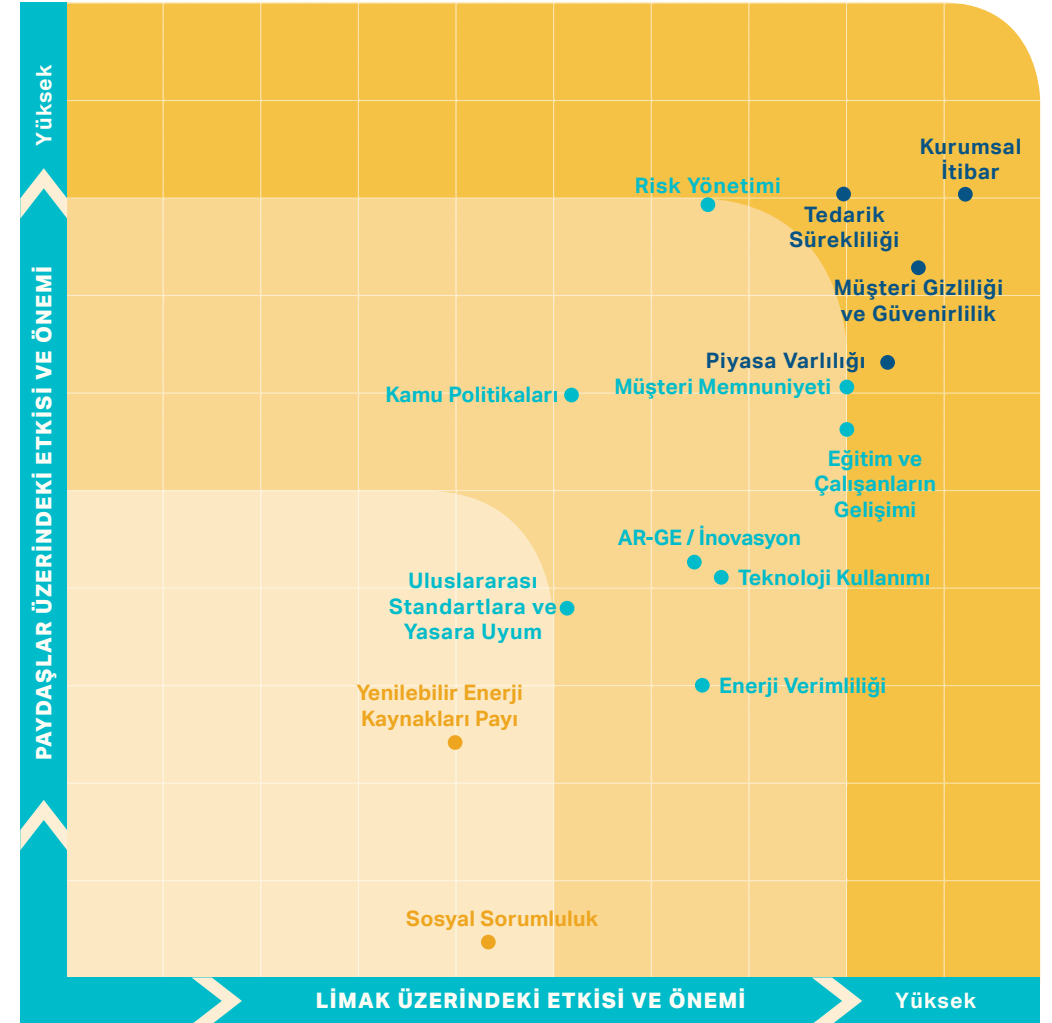 Yüksek
PAYDAŞLAR ÜZERİNDEKİ ETKİSİ VE ÖNEMİ
Kurumsal
İtibar
Risk Yönetimi
Tedarik
Sürekliliği
Müşteri Gizliliği
ve Güvenirlilik
Piyasa Varlılığı
Müşteri Memnuniyeti
Kamu Politikaları
Eğitim ve
Çalışanların
Gelişimi
AR-GE / İnovasyon
Teknoloji Kullanımı
Uluslararası
Standartlara ve
Yasara Uyum
Enerji Verimliliği
Yenilebilir Enerji
Kaynakları Payı
Sosyal Sorumluluk
LİMAK ÜZERİNDEKİ ETKİSİ VE ÖNEMİ
Yüksek